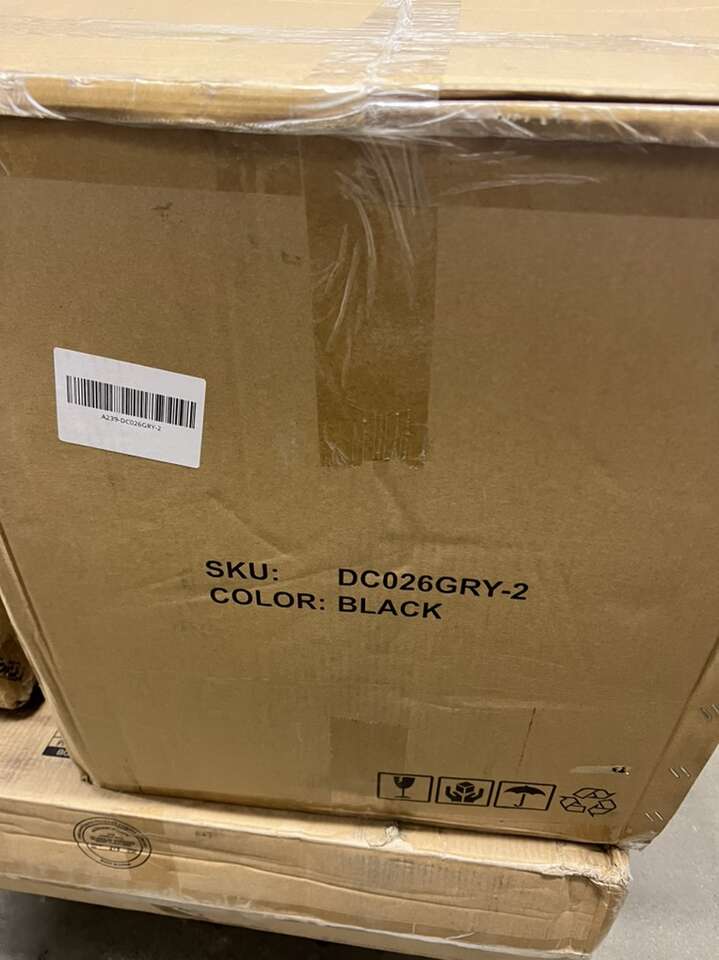 A239-DC026GRY-2
SKU: DC026GRY-2
COLOR: BLACK